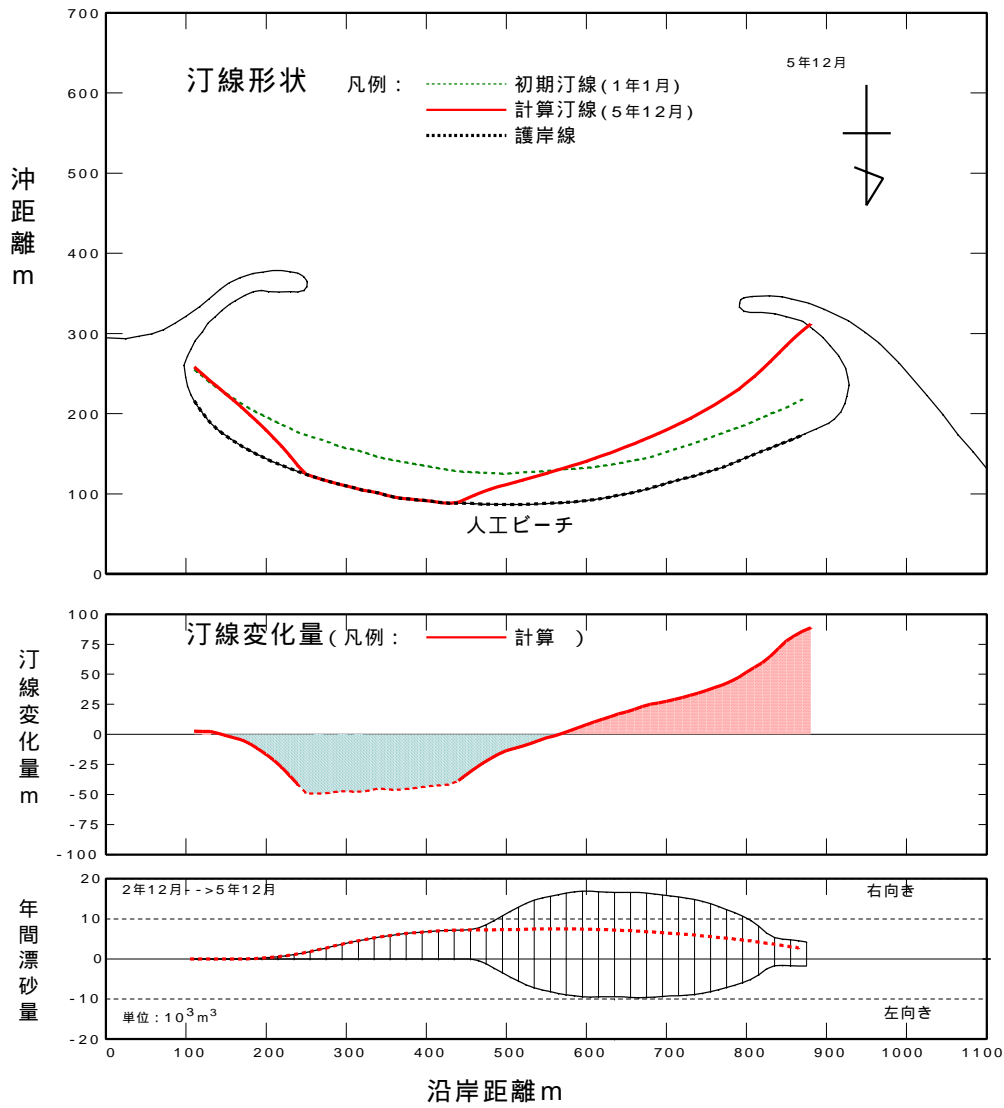 700
600
500
400
300
200
100
0
沖距離m
汀線形状
凡例：
初期汀線(1年1月)
計算汀線(5年12月)
護岸線
5年12月
人工ビーチ
100
75
50
25
0
-25
-50
-75
-100
汀線変化量m
汀線変化量(凡例： 計算 )
20
10
0
-10
-20
年間漂砂量
2年12月-->5年12月
右向き
左向き
単位：10³m³
0 100 200 300 400 500 600 700 800 900 1000 1100
沿岸距離m